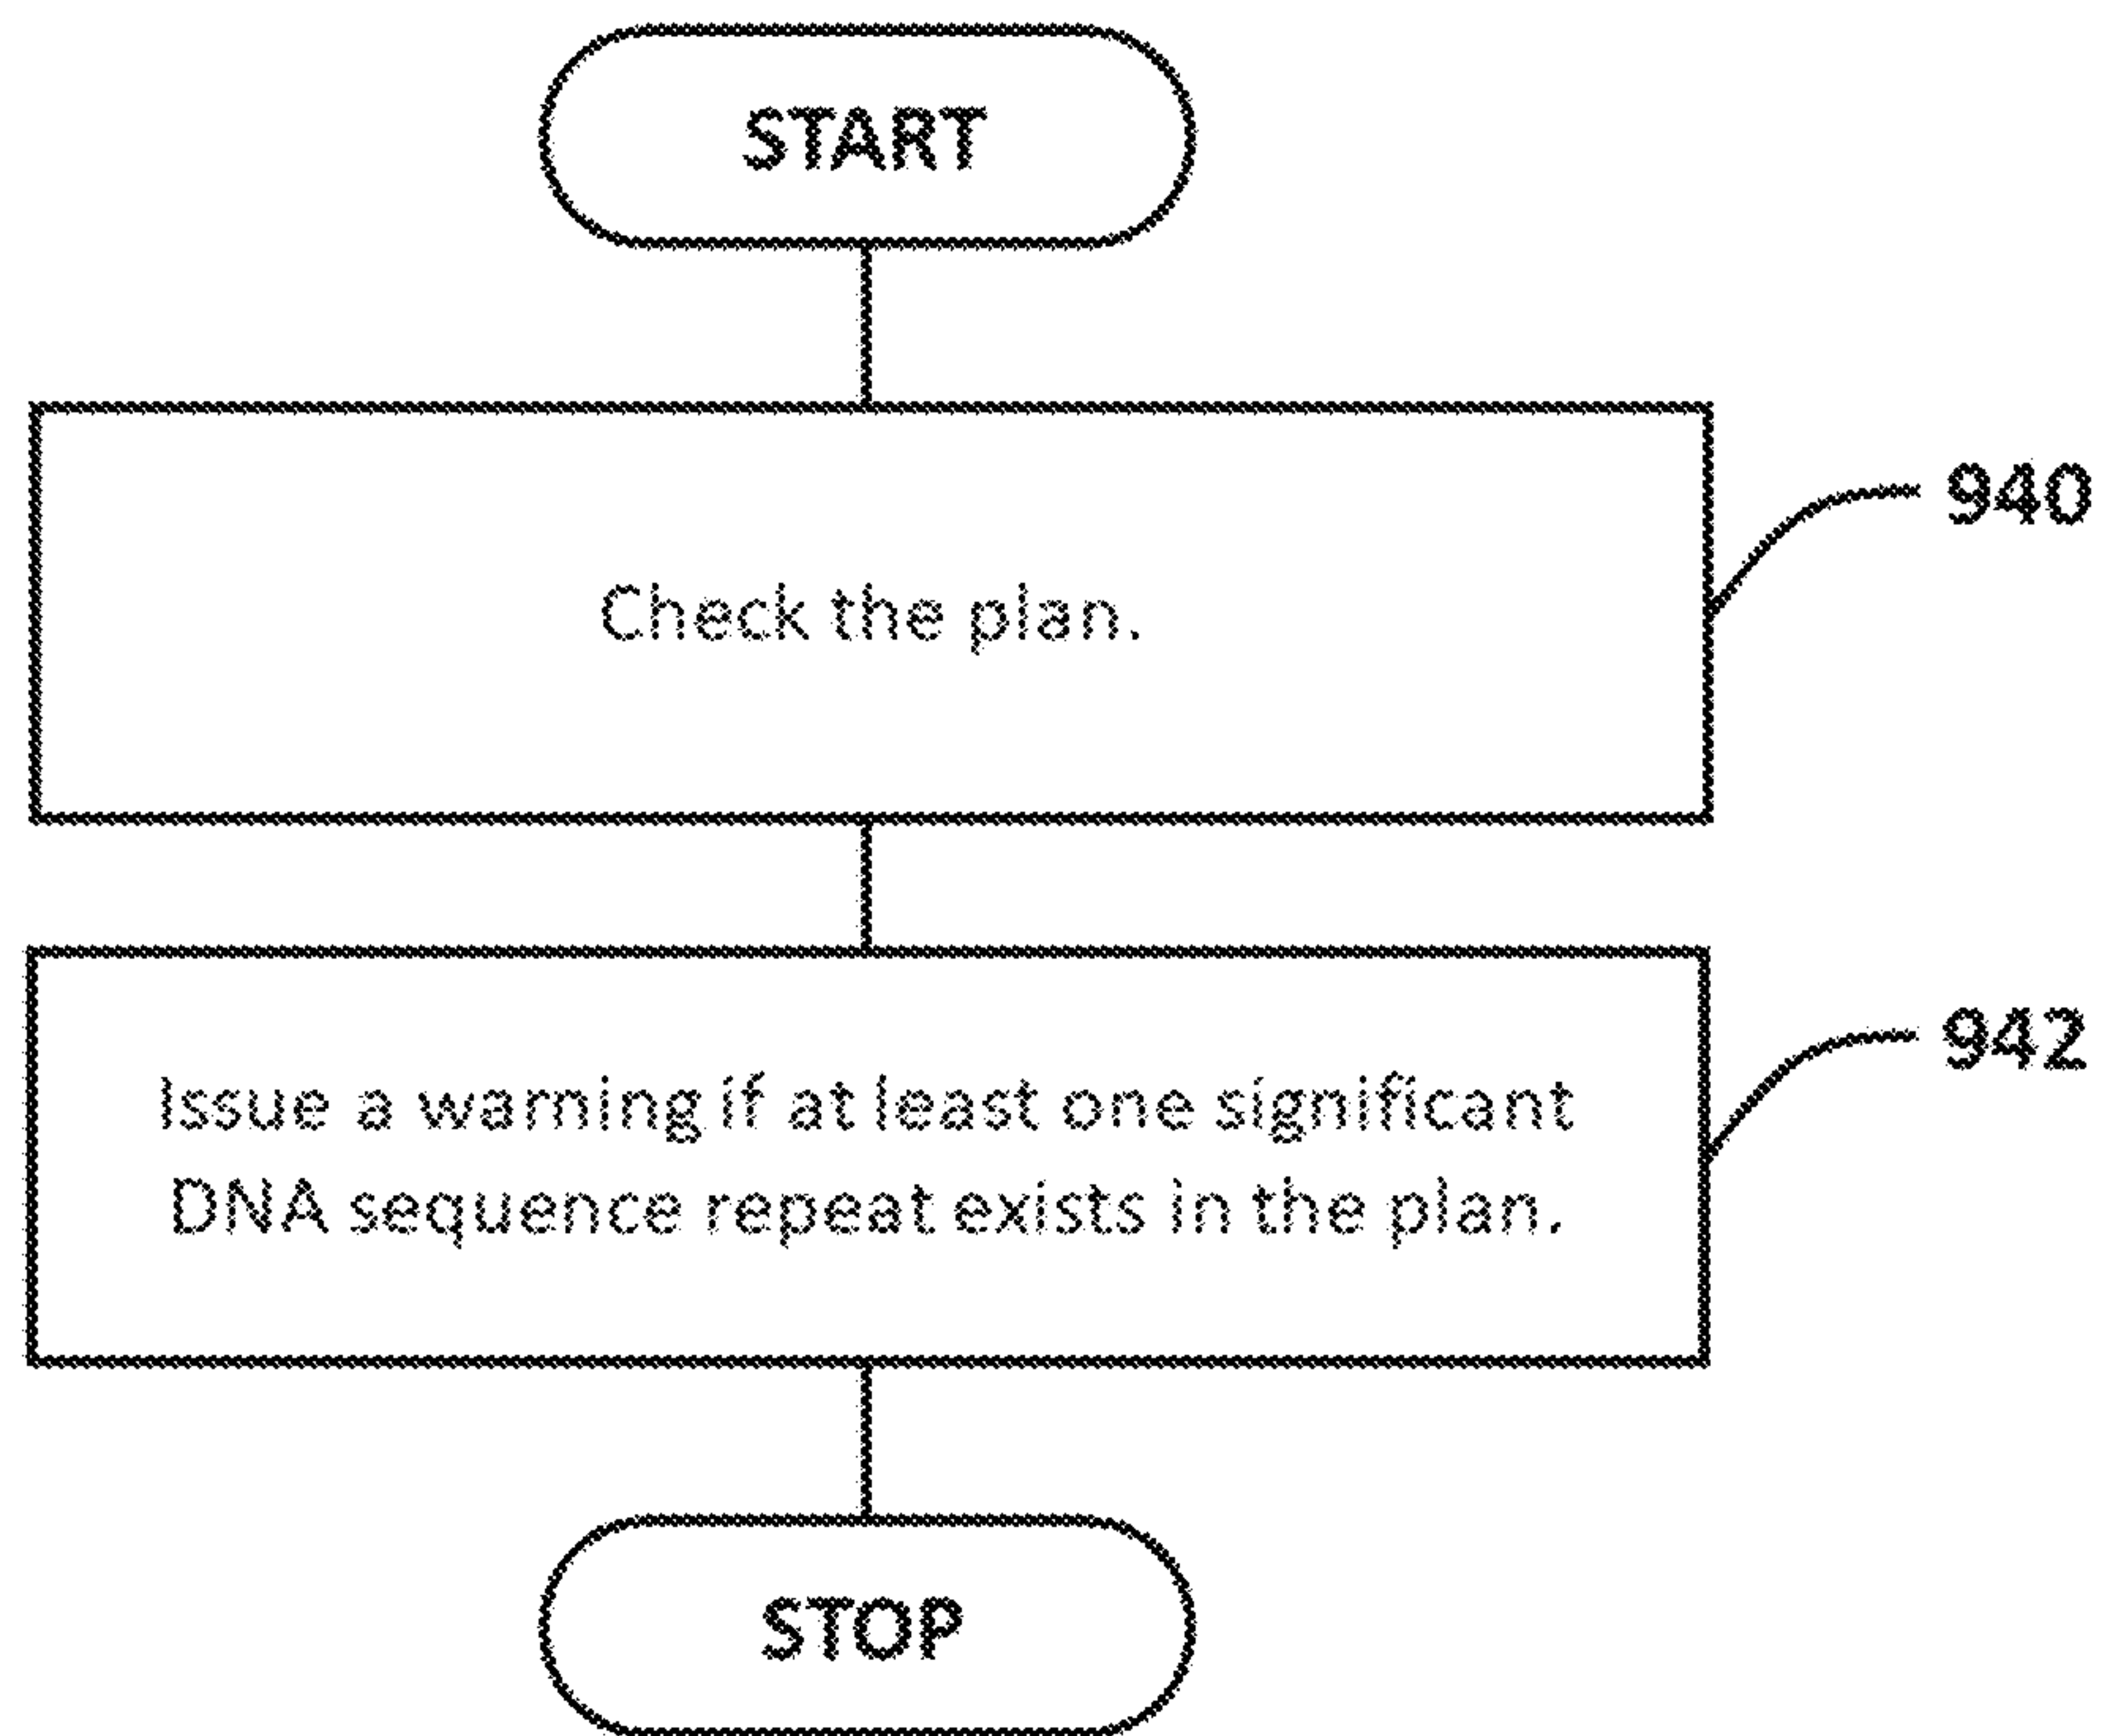 START
Check the plan.
940
Issue a warning if at least one significant
DNA sequence repeat exists in the plan.
942
STOP